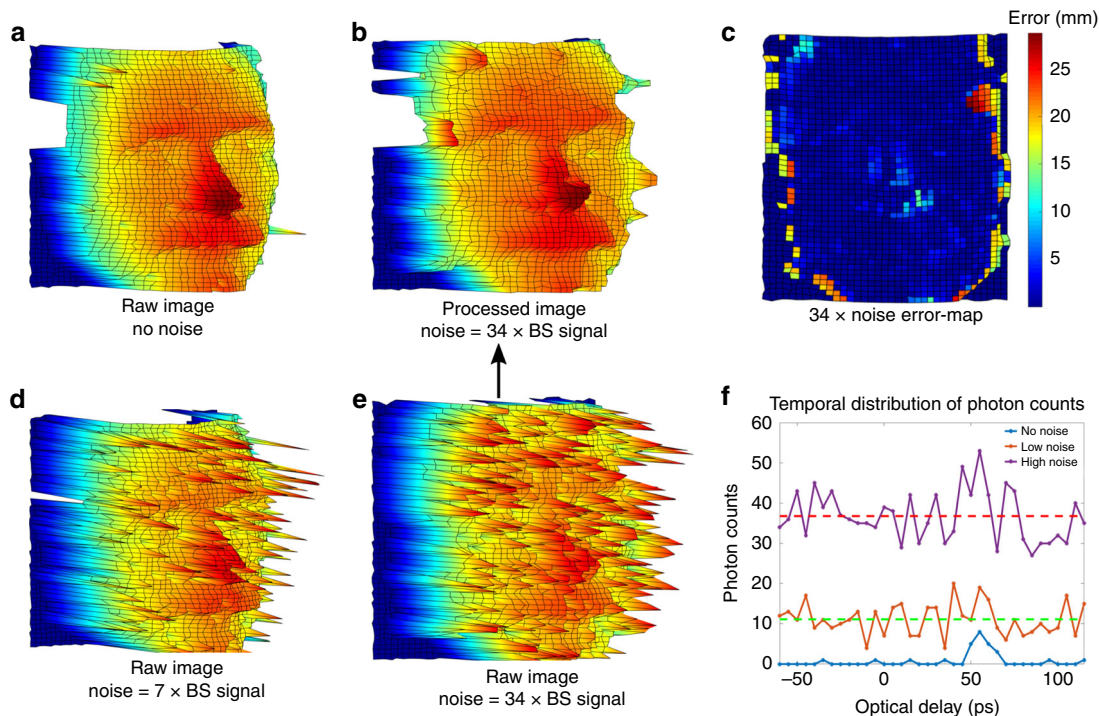 a
b
c
Error (mm)
25
20
15
10
5
Raw image
no noise
Processed image
noise = 34 × BS signal
34 × noise error-map
d
e
f
Temporal distribution of photon counts
No noise
Low noise
High noise
60
50
40
30
20
10
0
Photon counts
−50
0
50
100
Optical delay (ps)
Raw image
noise = 7 × BS signal
Raw image
noise = 34 × BS signal